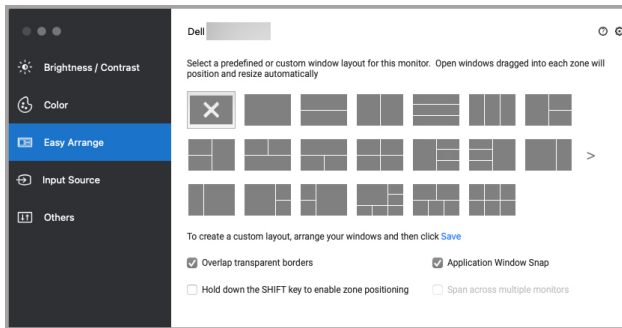 Dell
Brightness / Contrast
Color
Easy Arrange
Input Source
Others
Select a predefined or custom window layout for this monitor. Open windows dragged into each zone will
position and resize automatically
To create a custom layout, arrange your windows and then click Save
Overlap transparent borders
Application Window Snap
Hold down the SHIFT key to enable zone positioning
Span across multiple monitors